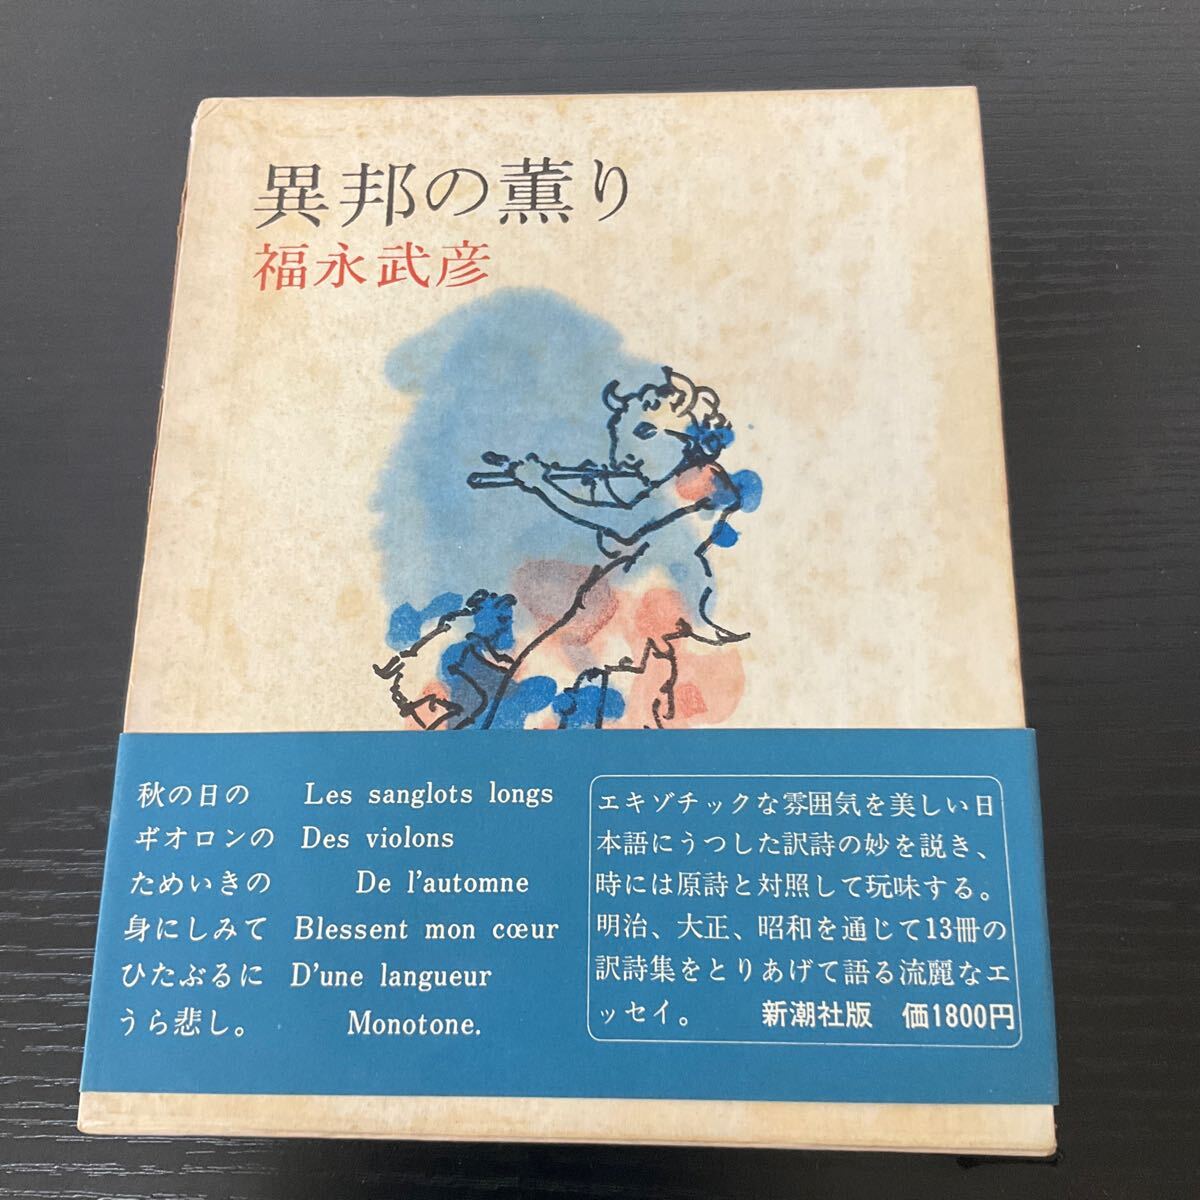 異邦の薫り
福永武彦
秋の日の Les sanglots longs
ヸオロンの Des violons
ためいきの De l'automne
身にしみて Blessent mon cœur
ひたぶるに D'une langueur
うら悲し。 Monotone.
エキゾチックな雰囲気を美しい日
本語にうつした訳詩の妙を説き、
時には原詩と対照して玩味する。
明治、大正、昭和を通じて13冊の
訳詩集をとりあげて語る流麗なエ
ッセイ。 新潮社版 価1800円